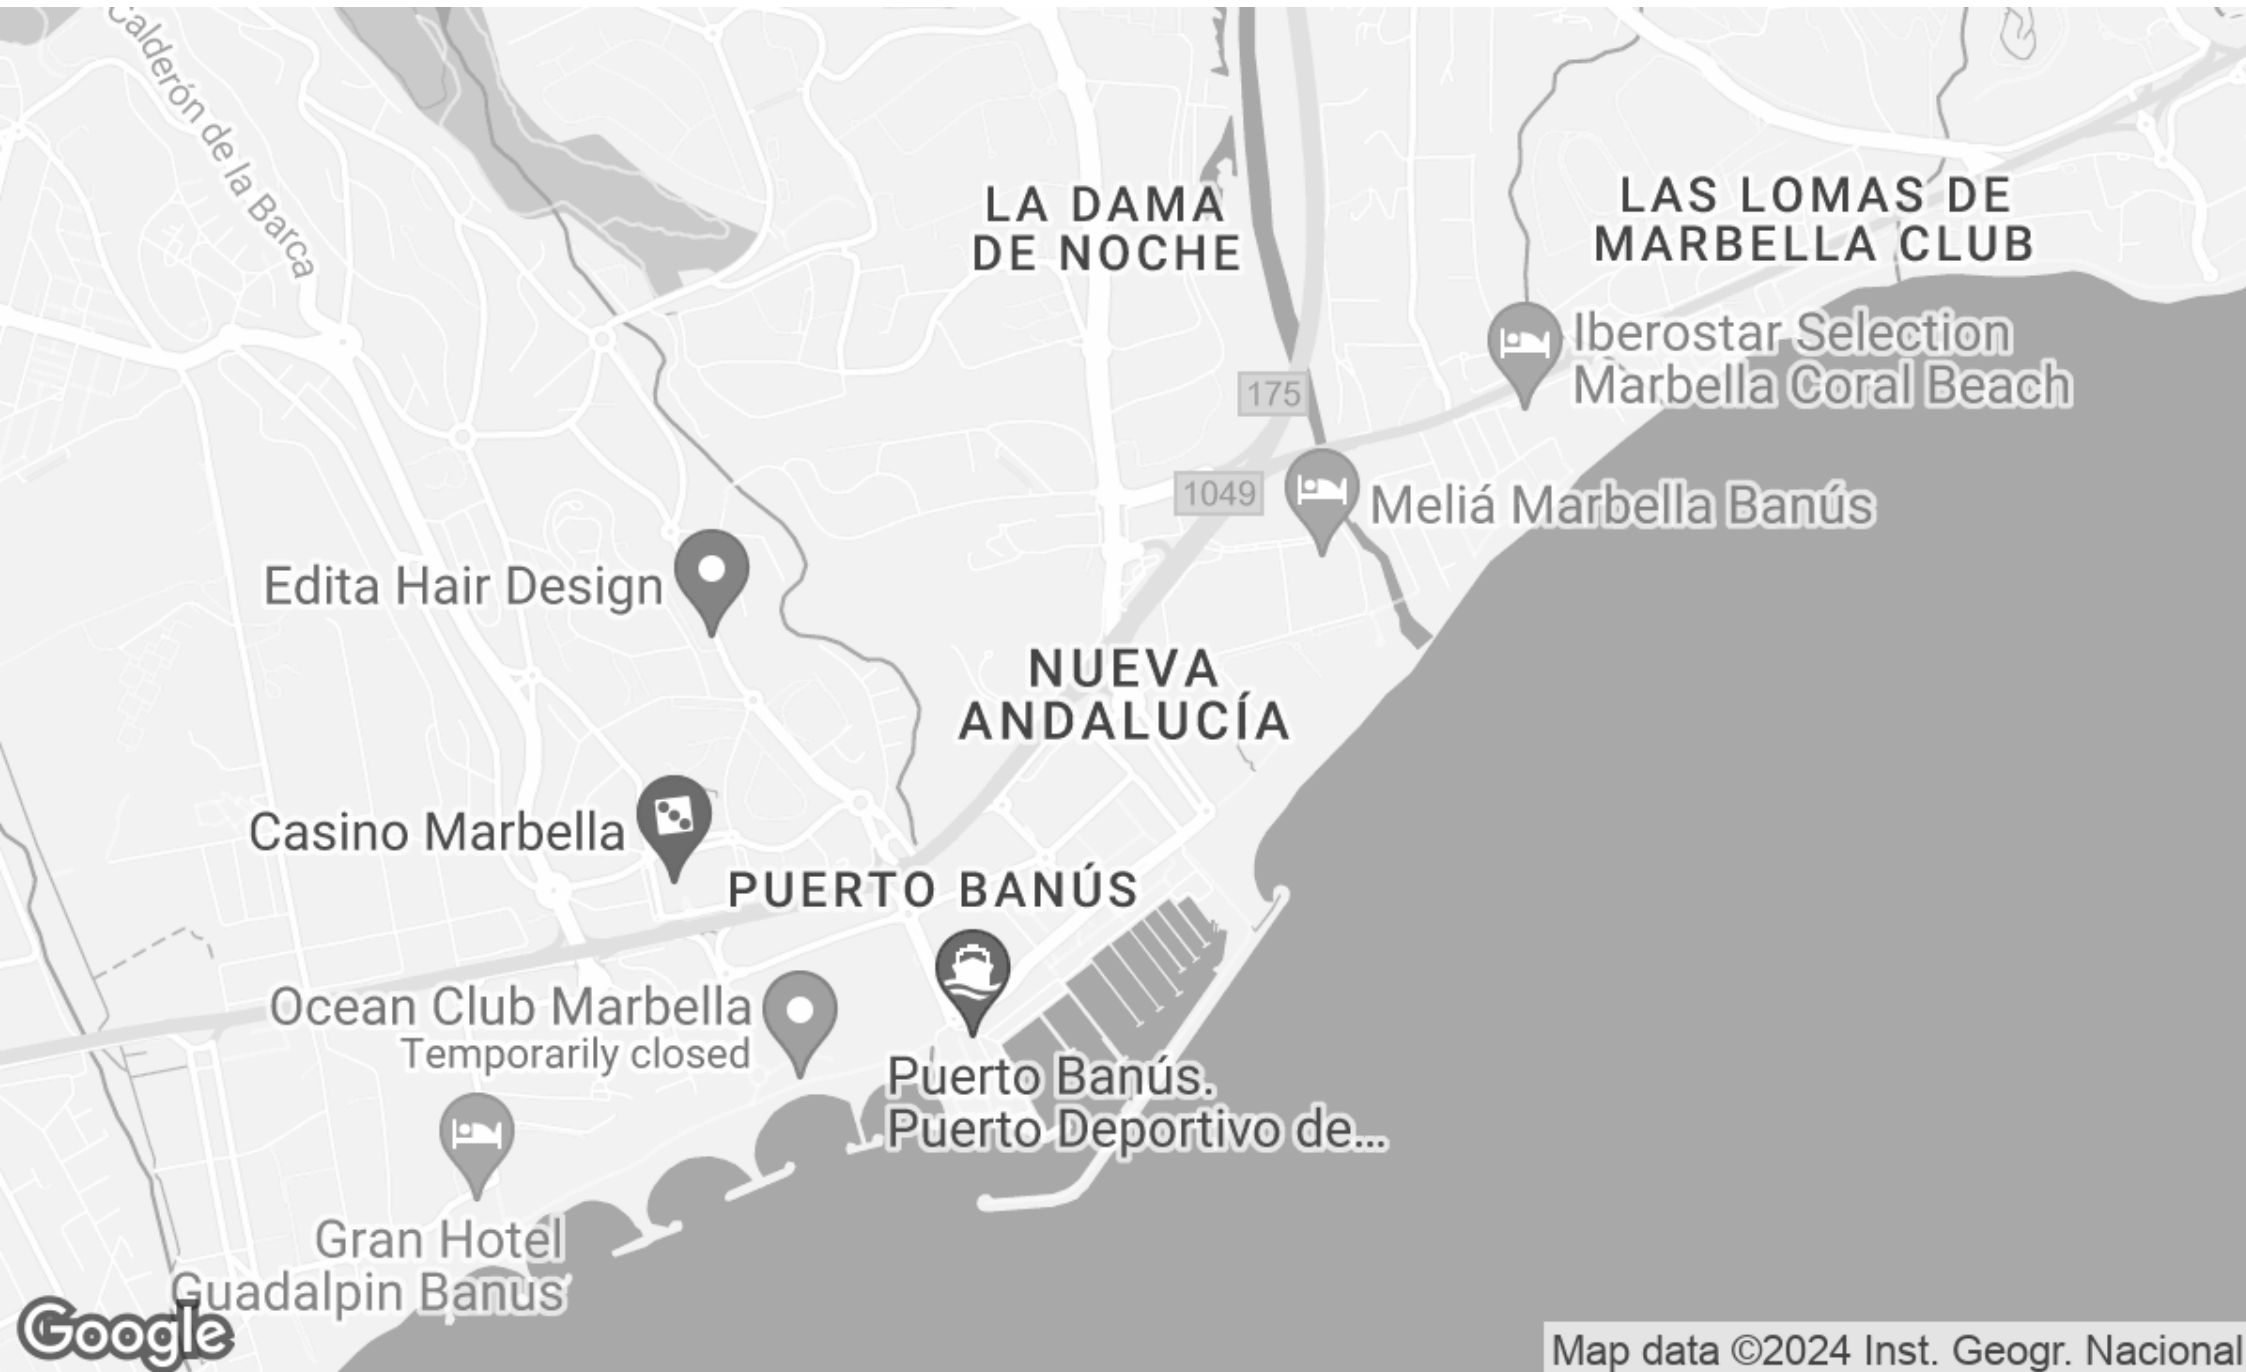 Calderón de la Barca
LA DAMA
DE NOCHE
LAS LOMAS DE
MARBELLA CLUB
Iberostar Selection
Marbella Coral Beach
175
1049
Meliá Marbella Banús
Edita Hair Design
NUEVA
ANDALUCÍA
Casino Marbella
PUERTO BANÚS
Ocean Club Marbella
Temporarily closed
Puerto Banús.
Puerto Deportivo de...
Gran Hotel
Guadalpin Banus
Google
Map data ©2024 Inst. Geogr. Nacional